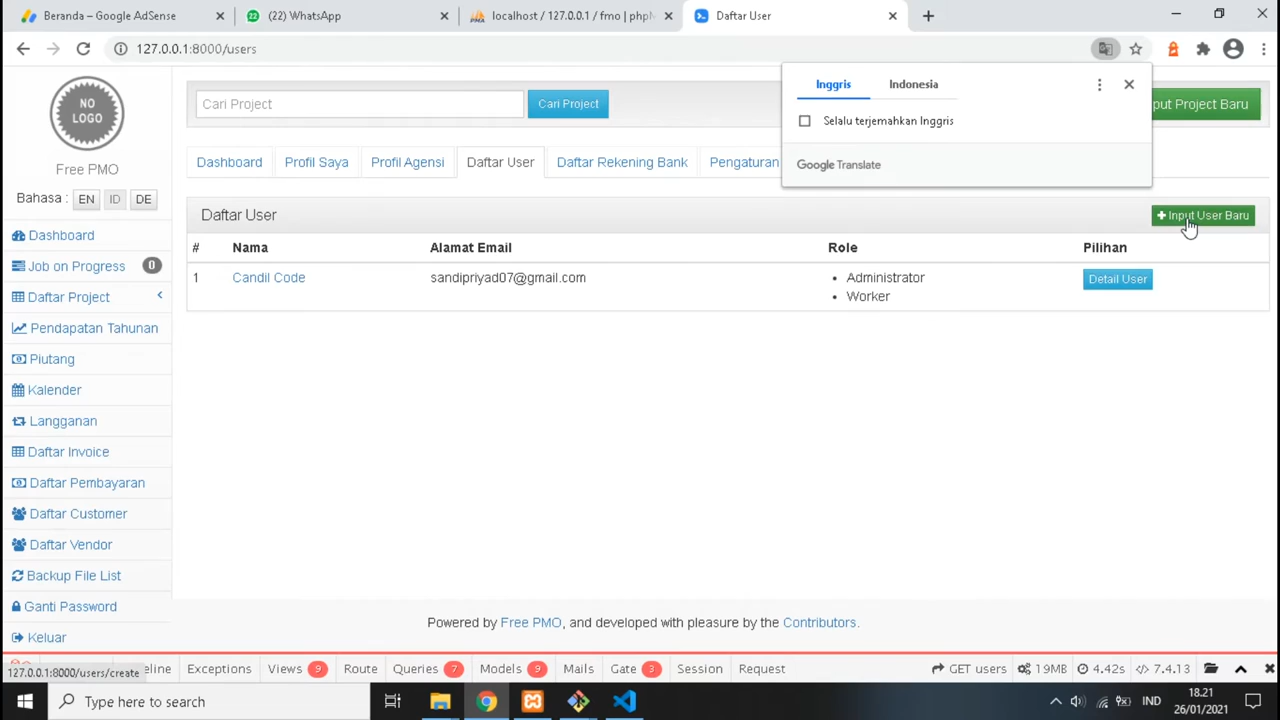 Beranda – Google AdSense
(22) WhatsApp
localhost / 127.0.0.1 / fmo | phpM
Daftar User
127.0.0.1:8000/users
Inggris
Indonesia
Selalu terjemahkan Inggris
Google Translate
NO
LOGO
Free PMO
Bahasa : EN ID DE
Cari Project
Cari Project
put Project Baru
Dashboard
Profil Saya
Profil Agensi
Daftar User
Daftar Rekening Bank
Pengaturan
Daftar User
Input User Baru
# Nama Alamat Email Role Pilihan
1 Candil Code sandipriyad07@gmail.com Administrator Detail User
Worker
Dashboard
Job on Progress 0
Daftar Project
Pendapatan Tahunan
Piutang
Kalender
Langganan
Daftar Invoice
Daftar Pembayaran
Daftar Customer
Daftar Vendor
Backup File List
Ganti Password
Keluar
Powered by Free PMO, and developed with pleasure by the Contributors.
127.0.0.1:8000/users/create
eline Exceptions Views 9 Route Queries 7 Models 9 Mails Gate 3 Session Request GET users 19MB 4.42s 7.4.13
Type here to search
IND
18.21
26/01/2021